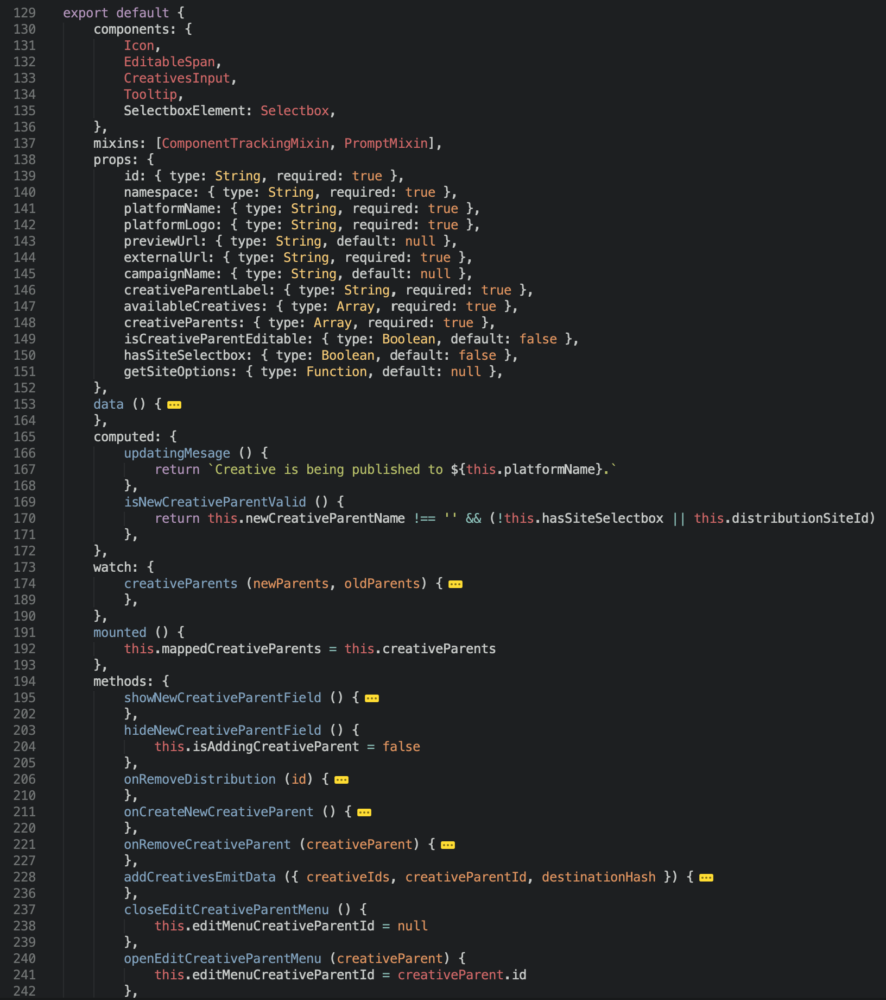 129 export default {
130 components: {
131 Icon,
132 EditableSpan,
133 CreativesInput,
134 Tooltip,
135 SelectboxElement: Selectbox,
136 },
137 mixins: [ComponentTrackingMixin, PromptMixin],
138 props: {
139 id: { type: String, required: true },
140 namespace: { type: String, required: true },
141 platformName: { type: String, required: true },
142 platformLogo: { type: String, required: true },
143 previewUrl: { type: String, default: null },
144 externalUrl: { type: String, required: true },
145 campaignName: { type: String, default: null },
146 creativeParentLabel: { type: String, required: true },
147 availableCreatives: { type: Array, required: true },
148 creativeParents: { type: Array, required: true },
149 isCreativeParentEditable: { type: Boolean, default: false },
150 hasSiteSelectbox: { type: Boolean, default: false },
151 getSiteOptions: { type: Function, default: null },
152 },
153 data () { ···
164 },
165 computed: {
166 updatingMesage () {
167 return `Creative is being published to ${this.platformName}.`
168 },
169 isNewCreativeParentValid () {
170 return this.newCreativeParentName !== '' && (!this.hasSiteSelectbox || this.distributionSiteId)
171 },
172 },
173 watch: {
174 creativeParents (newParents, oldParents) { ···
189 },
190 },
191 mounted () {
192 this.mappedCreativeParents = this.creativeParents
193 },
194 methods: {
195 showNewCreativeParentField () { ···
202 },
203 hideNewCreativeParentField () {
204 this.isAddingCreativeParent = false
205 },
206 onRemoveDistribution (id) { ···
210 },
211 onCreateNewCreativeParent () { ···
220 },
221 onRemoveCreativeParent (creativeParent) { ···
227 },
228 addCreativesEmitData ({ creativeIds, creativeParentId, destinationHash }) { ···
236 },
237 closeEditCreativeParentMenu () {
238 this.editMenuCreativeParentId = null
239 },
240 openEditCreativeParentMenu (creativeParent) {
241 this.editMenuCreativeParentId = creativeParent.id
242 },